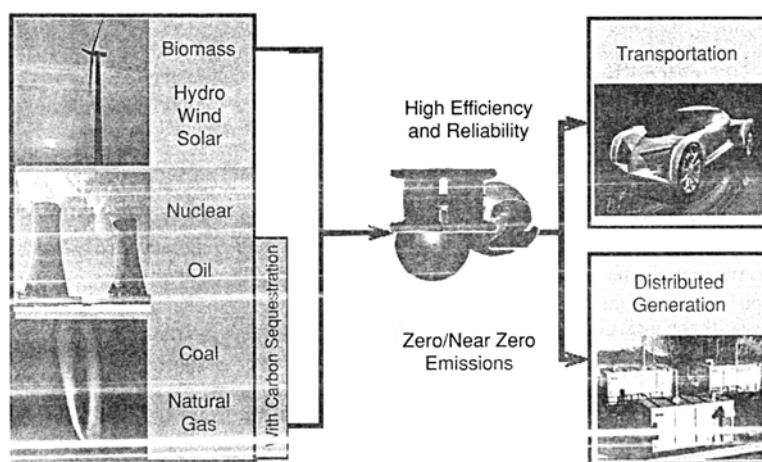 Biomass
Hydro
Wind
Solar
Nuclear
Oil
Coal
Natural
Gas
With Carbon Sequestration
High Efficiency
and Reliability
Zero/Near Zero
Emissions
Transportation
Distributed
Generation